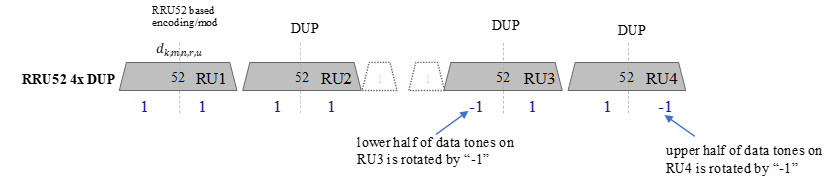 RRU52 based
encoding/mod
DUP
DUP
DUP
d_{k,m,n,r,u}
RRU52 4x DUP
52 RU1
52 RU2
1
1
52 RU3
52 RU4
1 1 1 1 -1 1 1 -1
lower half of data tones on
RU3 is rotated by “-1”
upper half of data tones on
RU4 is rotated by “-1”